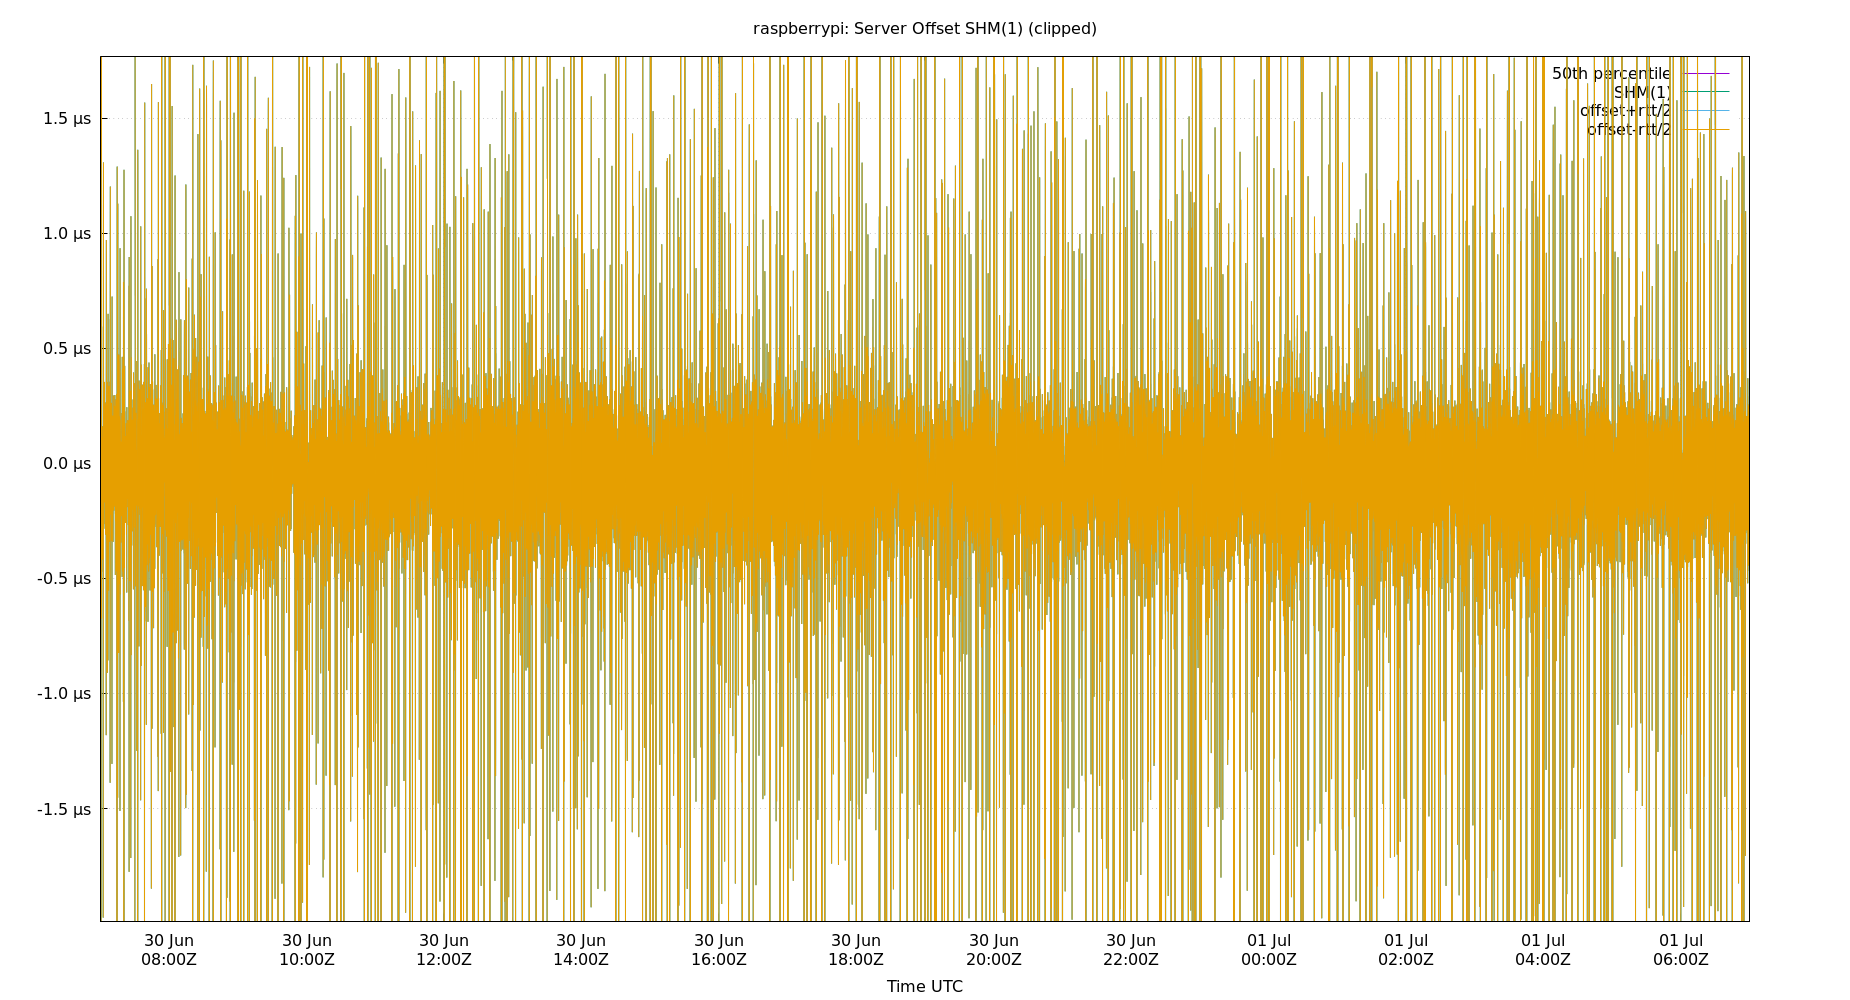 raspberrypi: Server Offset SHM(1) (clipped)
50th percentile
SHM(1)
offset+rtt/2
offset-rtt/2
1.5 µs
1.0 µs
0.5 µs
0.0 µs
-0.5 µs
-1.0 µs
-1.5 µs
30 Jun 30 Jun 30 Jun 30 Jun 30 Jun 30 Jun 30 Jun 30 Jun 01 Jul 01 Jul 01 Jul 01 Jul
08:00Z 10:00Z 12:00Z 14:00Z 16:00Z 18:00Z 20:00Z 22:00Z 00:00Z 02:00Z 04:00Z 06:00Z
Time UTC